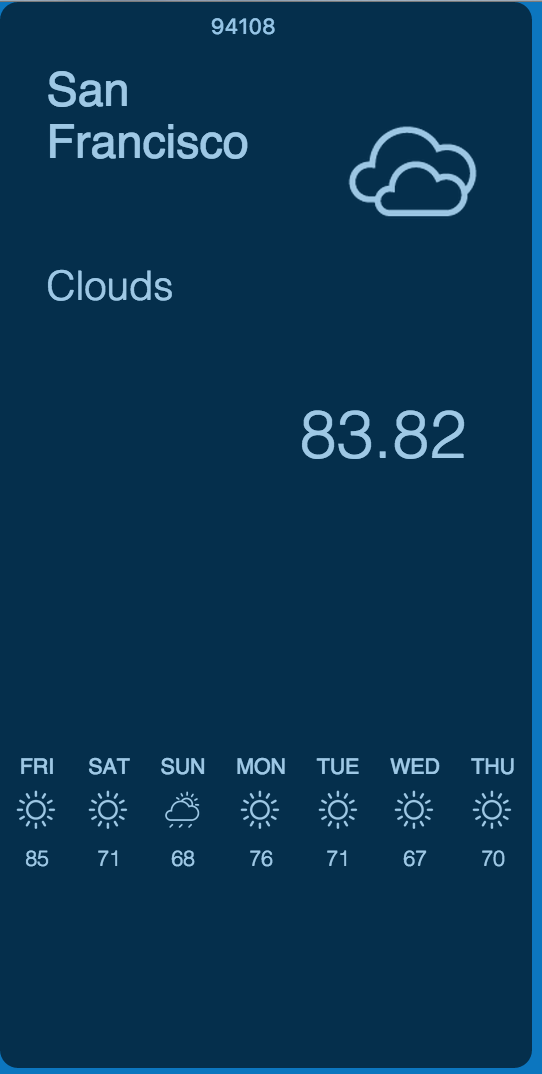 94108
San
Francisco
Clouds
83.82
FRI SAT SUN MON TUE WED THU
85 71 68 76 71 67 70